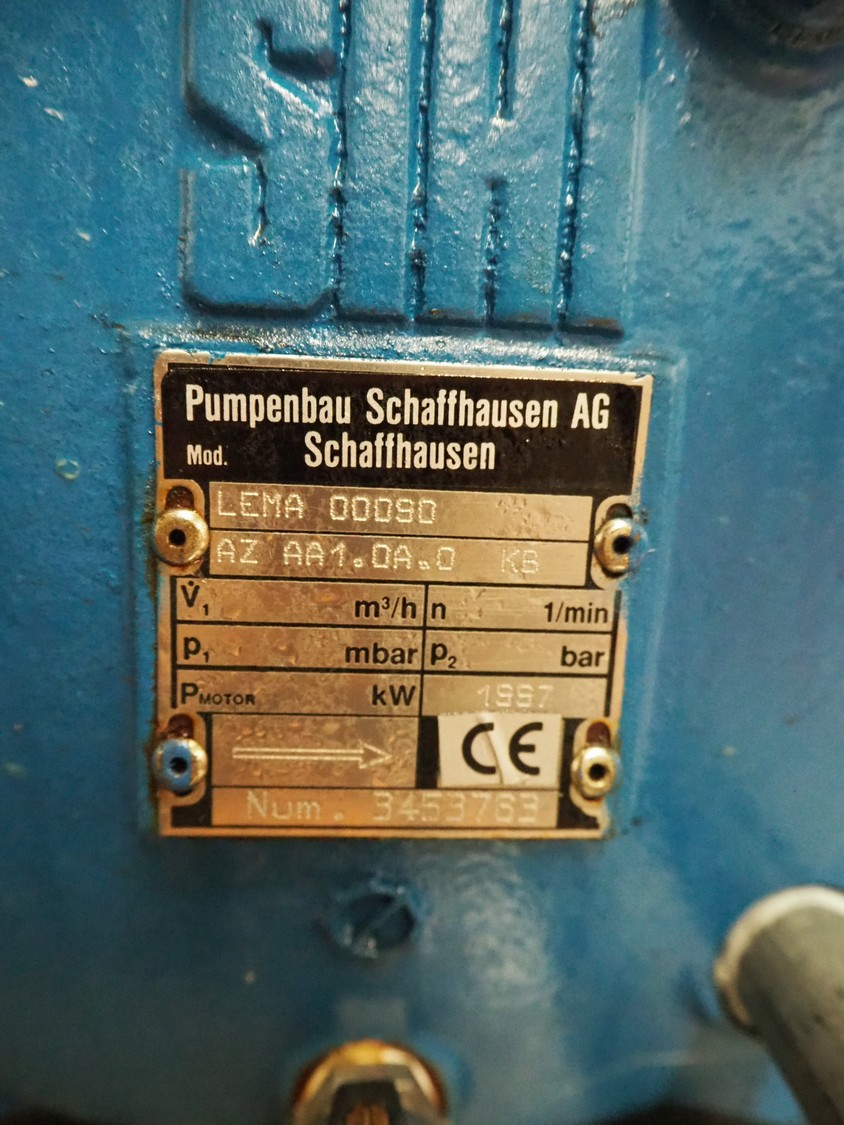 SIHI
Pumpenbau Schaffhausen AG
Mod. Schaffhausen
LEMA 00090
AZ AA1.0A.0 KB
V̇₁ m³/h n 1/min
p₁ mbar p₂ bar
PMOTOR kW 1997
CE
Num. 3453763